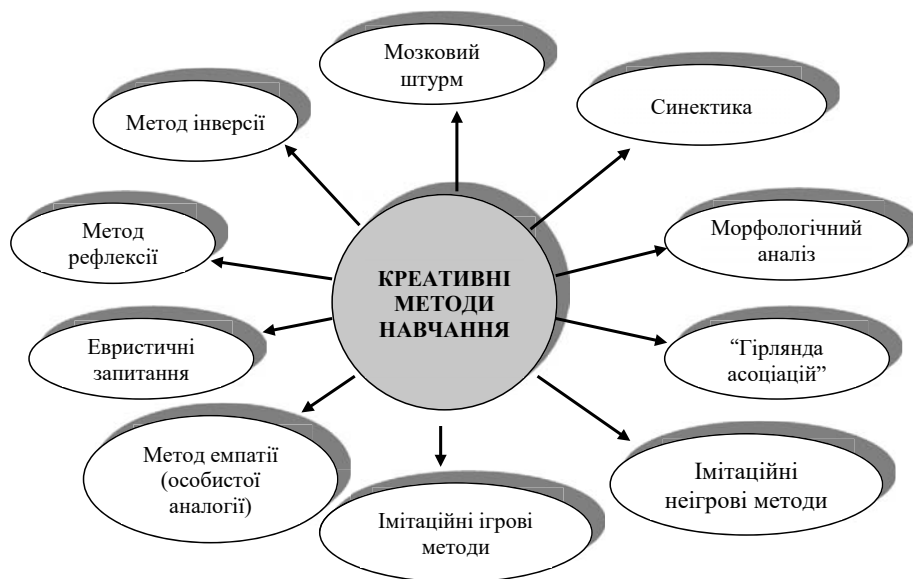 Мозковий
штурм
Синектика
Метод інверсії
Метод
рефлексії
Морфологічний
аналіз
КРЕАТИВНІ
МЕТОДИ
НАВЧАННЯ
Евристичні
запитання
“Гірлянда
асоціацій”
Метод емпатії
(особистої
аналогії)
Імітаційні
неігрові методи
Імітаційні ігрові
методи